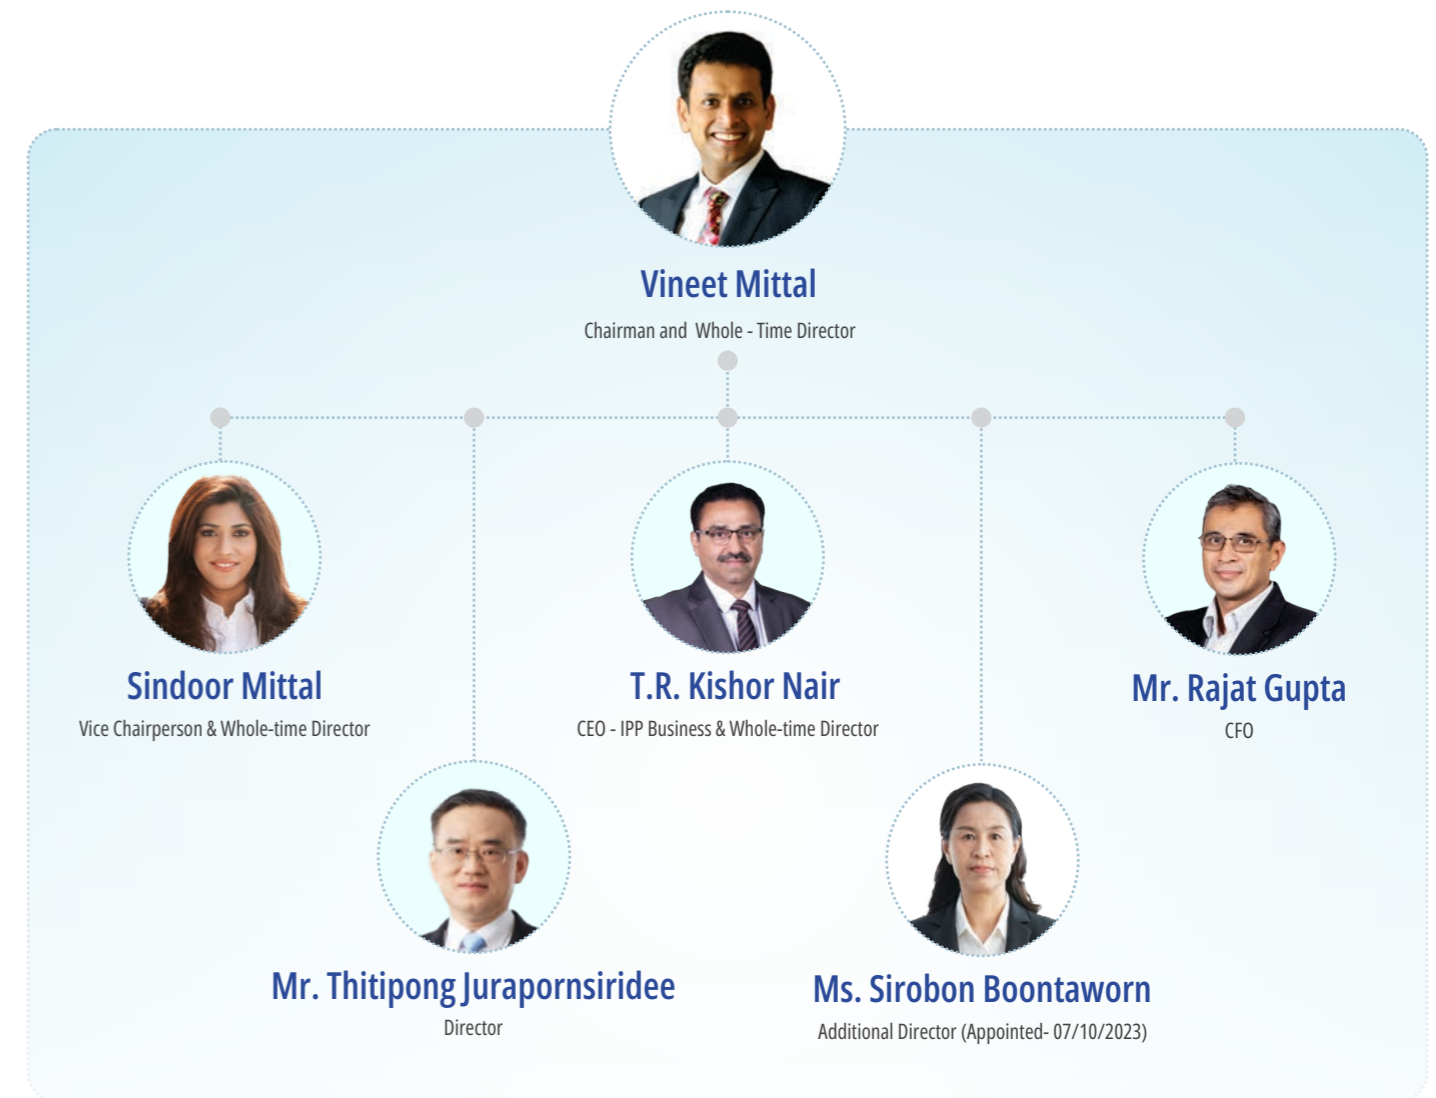 Vineet Mittal
Chairman and Whole - Time Director
Sindoor Mittal
Vice Chairperson & Whole-time Director
T.R. Kishor Nair
CEO - IPP Business & Whole-time Director
Mr. Rajat Gupta
CFO
Mr. Thitipong Jurapornsiridee
Director
Ms. Sirobon Boontaworn
Additional Director (Appointed- 07/10/2023)